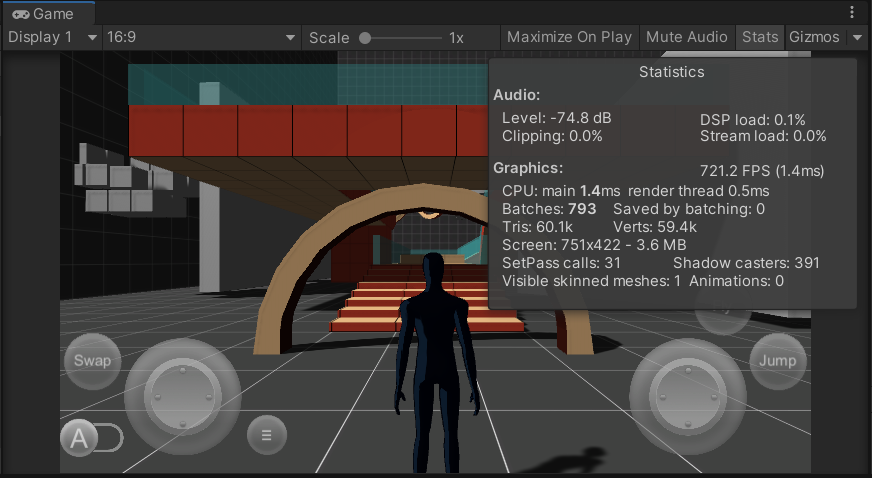 Game
Display 1 16:9 Scale 1x Maximize On Play Mute Audio Stats Gizmos
Statistics
Audio:
Level: -74.8 dB DSP load: 0.1%
Clipping: 0.0% Stream load: 0.0%
Graphics: 721.2 FPS (1.4ms)
CPU: main 1.4ms render thread 0.5ms
Batches: 793 Saved by batching: 0
Tris: 60.1k Verts: 59.4k
Screen: 751x422 - 3.6 MB
SetPass calls: 31 Shadow casters: 391
Visible skinned meshes: 1 Animations: 0
Swap Jump
A